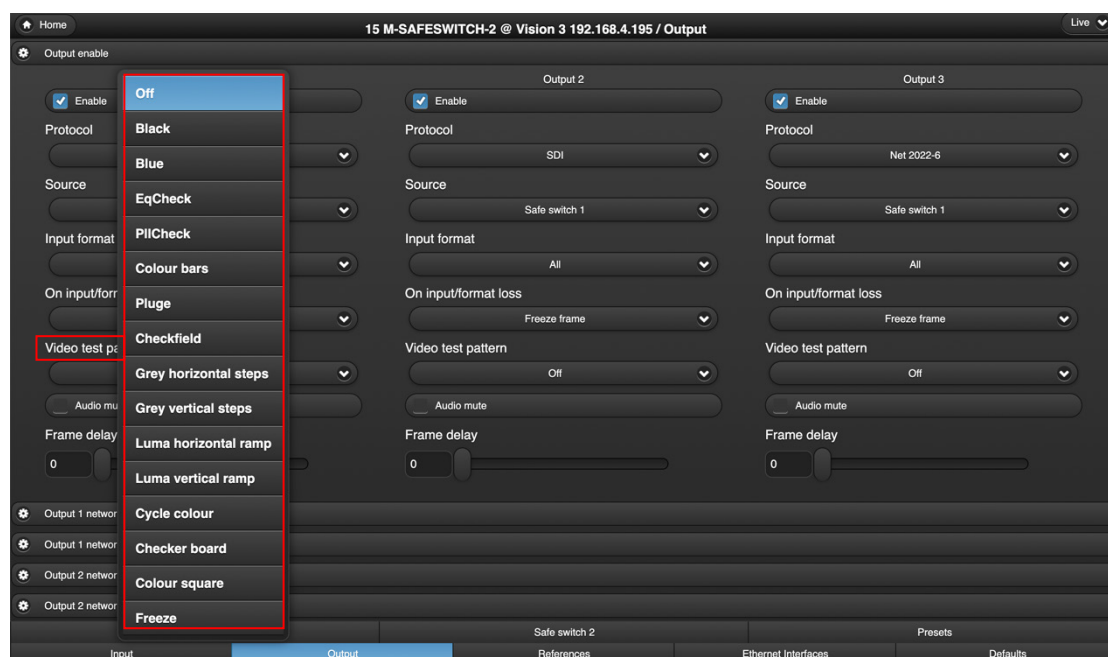 Home
15 M-SAFESWITCH-2 @ Vision 3 192.168.4.195 / Output
Live
Output enable
Output 2
Output 3
Enable
Enable
Enable
Protocol
Protocol
Protocol
SDI
Net 2022-6
Source
Source
Source
Safe switch 1
Safe switch 1
Input format
Input format
Input format
All
All
On input/forr
On input/format loss
On input/format loss
Freeze frame
Freeze frame
Video test pa
Video test pattern
Video test pattern
Off
Off
Audio mu
Audio mute
Audio mute
Frame delay
Frame delay
Frame delay
0
0
0
Off
Black
Blue
EqCheck
PllCheck
Colour bars
Pluge
Checkfield
Grey horizontal steps
Grey vertical steps
Luma horizontal ramp
Luma vertical ramp
Cycle colour
Checker board
Colour square
Freeze
Output 1 networ
Output 1 networ
Output 2 networ
Output 2 networ
Safe switch 2
Presets
Input
Output
References
Ethernet Interfaces
Defaults